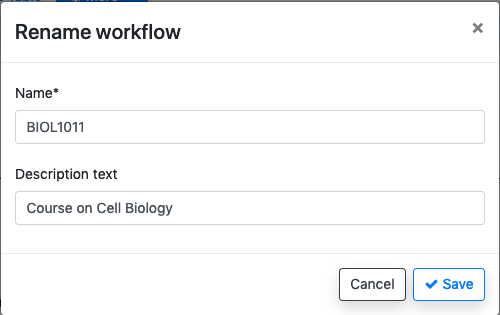 Rename workflow
×
Name*
BIOL1011
Description text
Course on Cell Biology
Cancel
Save